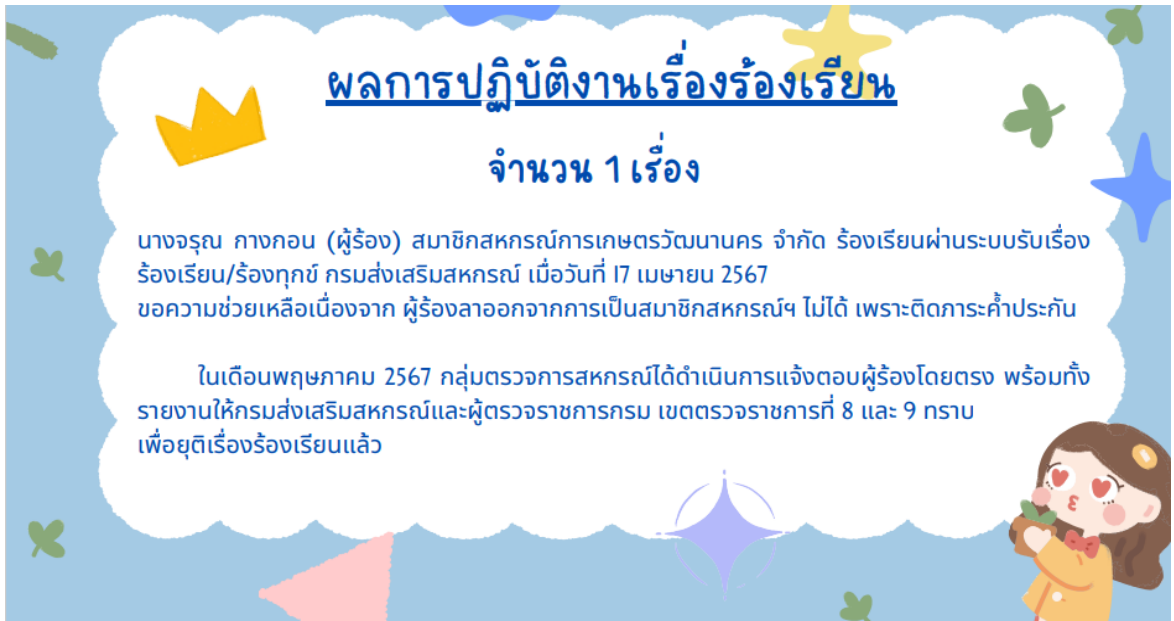 ผลการปฏิบัติงานเรื่องร้องเรียน
จำนวน 1 เรื่อง
นางจรุณ กางกอน (ผู้ร้อง) สมาชิกสหกรณ์การเกษตรวัฒนานคร จำกัด ร้องเรียนผ่านระบบรับเรื่อง
ร้องเรียน/ร้องทุกข์ กรมส่งเสริมสหกรณ์ เมื่อวันที่ 17 เมษายน 2567
ขอความช่วยเหลือเนื่องจาก ผู้ร้องลาออกจากการเป็นสมาชิกสหกรณ์ฯ ไม่ได้ เพราะติดภาระค้ำประกัน
ในเดือนพฤษภาคม 2567 กลุ่มตรวจการสหกรณ์ได้ดำเนินการแจ้งตอบผู้ร้องโดยตรง พร้อมทั้ง
รายงานให้กรมส่งเสริมสหกรณ์และผู้ตรวจราชการกรม เขตตรวจราชการที่ 8 และ 9 ทราบ
เพื่อยุติเรื่องร้องเรียนแล้ว